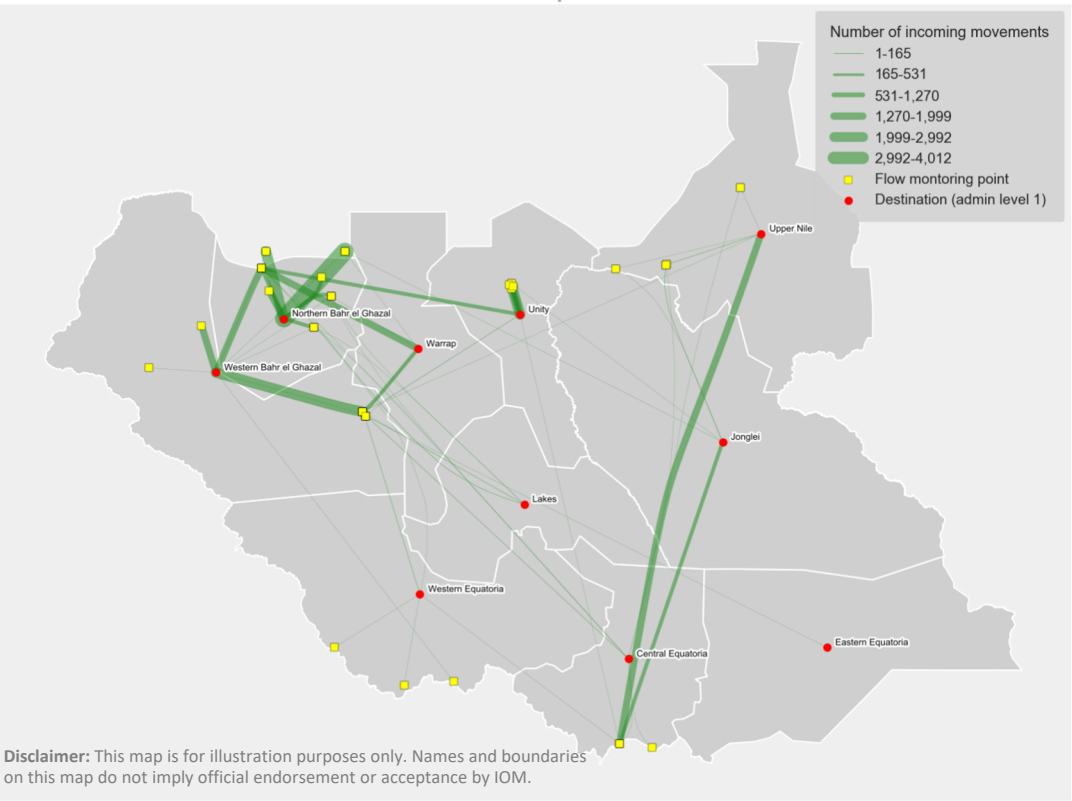 Number of incoming movements
1-165
165-531
531-1,270
1,270-1,999
1,999-2,992
2,992-4,012
Flow montoring point
Destination (admin level 1)
Upper Nile
Northern Bahr el Ghazal
Unity
Warrap
Western Bahr el Ghazal
Jonglei
Lakes
Western Equatoria
Eastern Equatoria
Central Equatoria
Disclaimer: This map is for illustration purposes only. Names and boundaries
on this map do not imply official endorsement or acceptance by IOM.